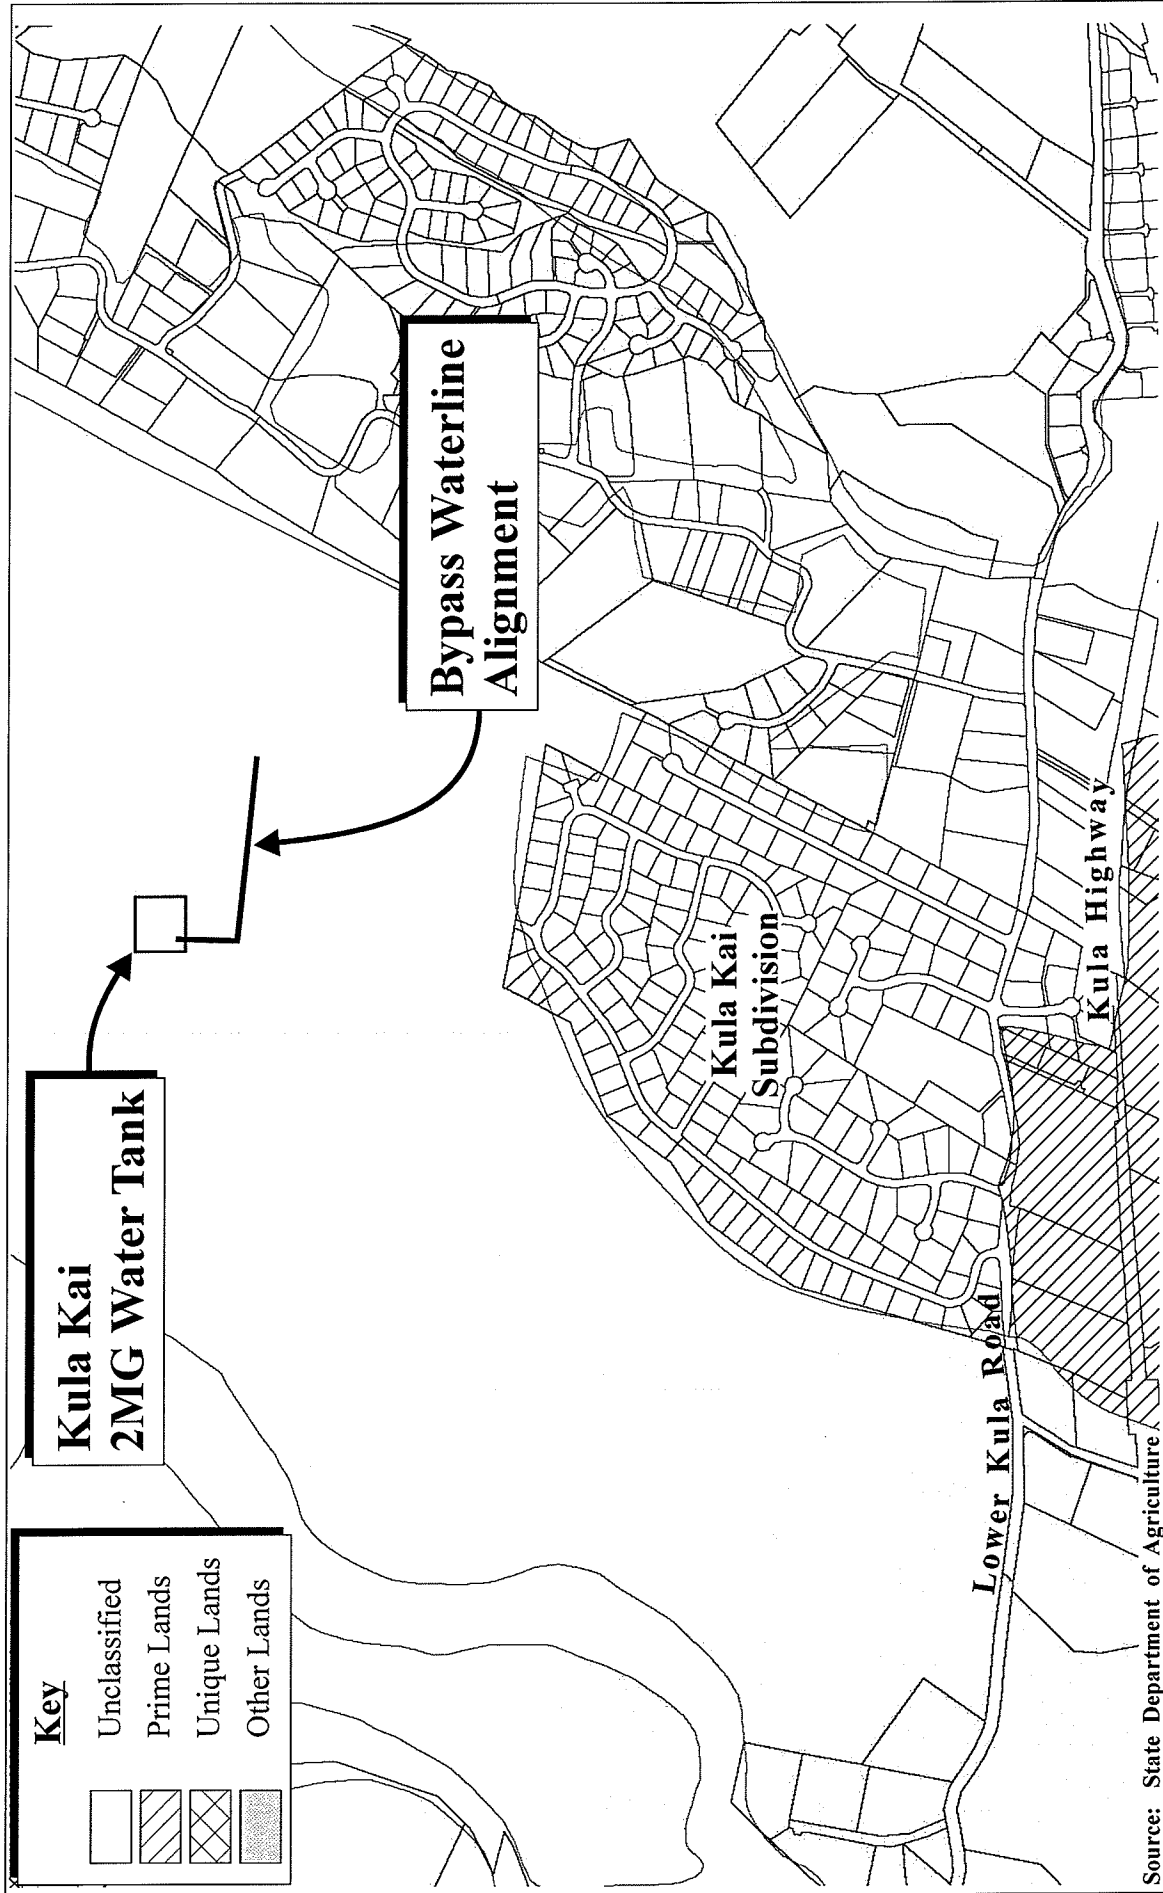 Key
Unclassified
Prime Lands
Unique Lands
Other Lands
Kula Kai
2MG Water Tank
Bypass Waterline
Alignment
Kula Kai
Subdivision
Lower Kula Road
Kula Highway
Source: State Department of Agriculture